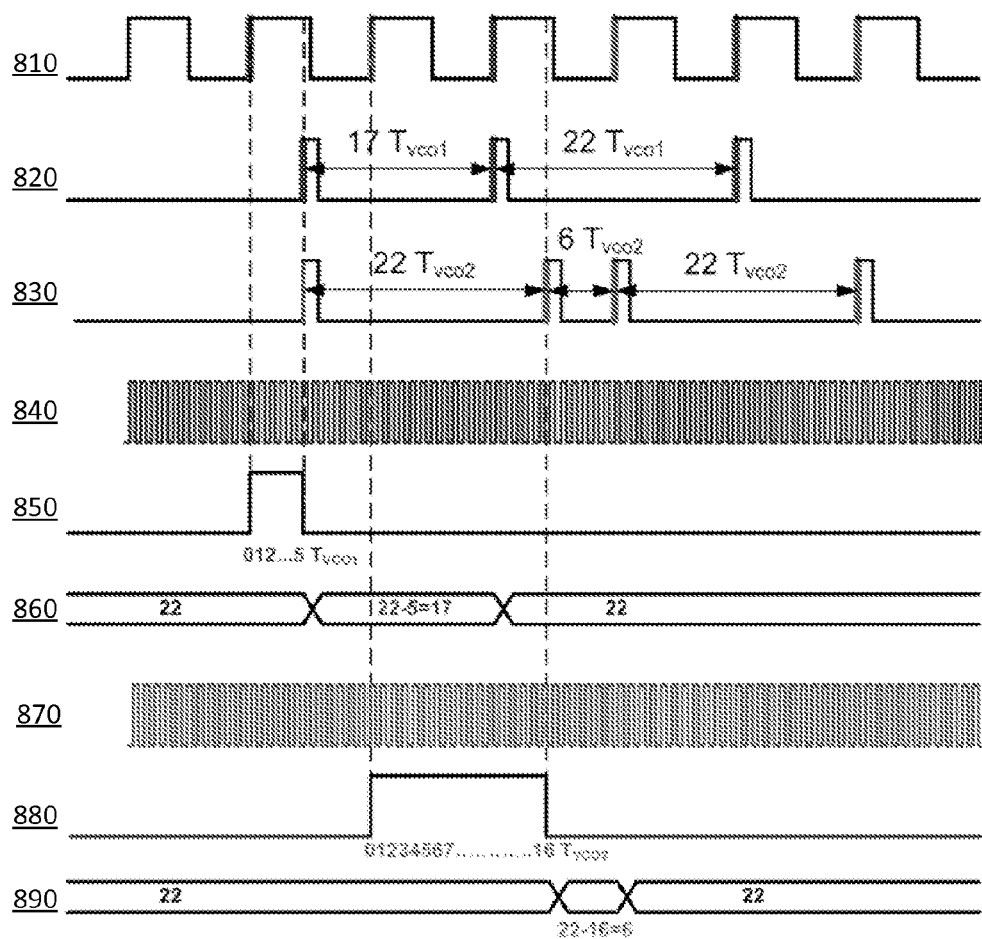 810
17 Tvco1
22 Tvco1
820
6 Tvco2
22 Tvco2
22 Tvco2
830
840
850
012...5 TVCO1
860
22
22-5=17
22
870
880
01234567............16 TVCO2
890
22
22
22-16=6